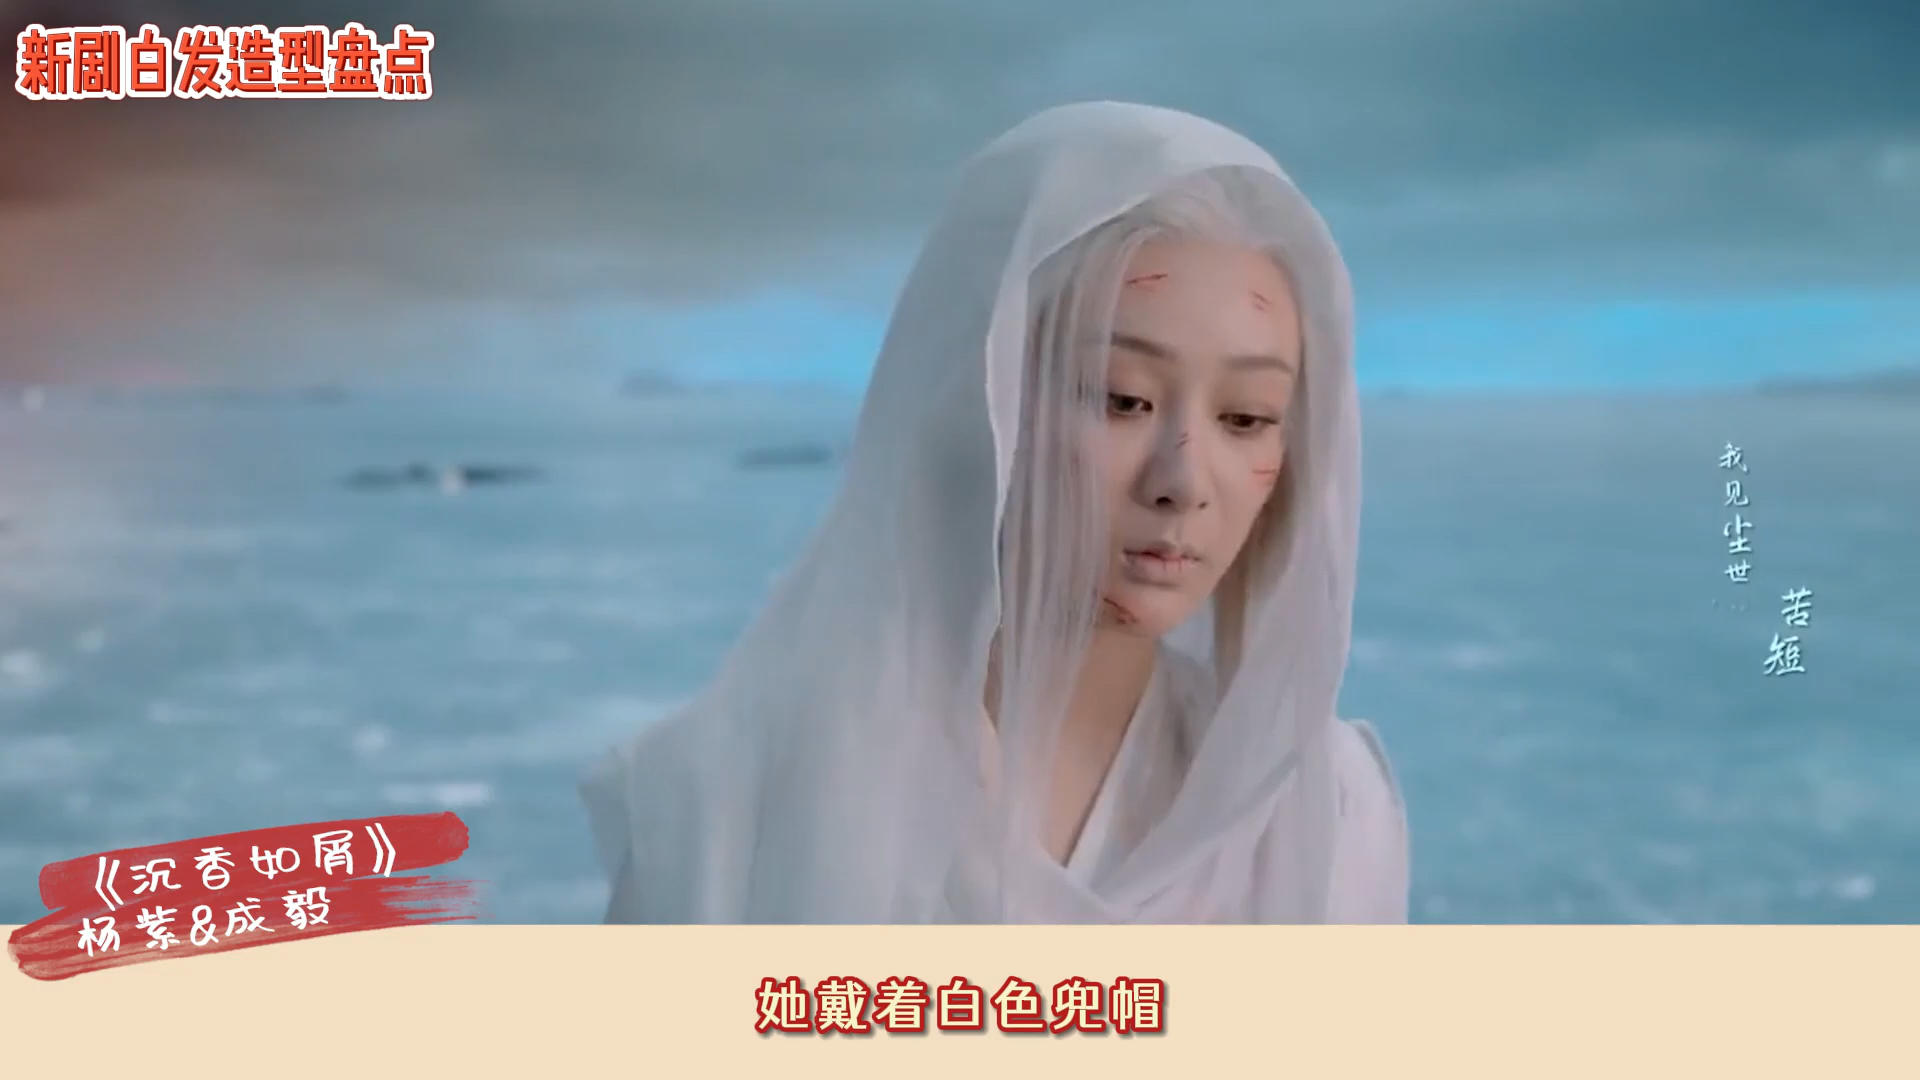 新剧白发造型盘点
我见尘世
苦短
《沉香如屑》
杨紫&成毅
她戴着白色兜帽